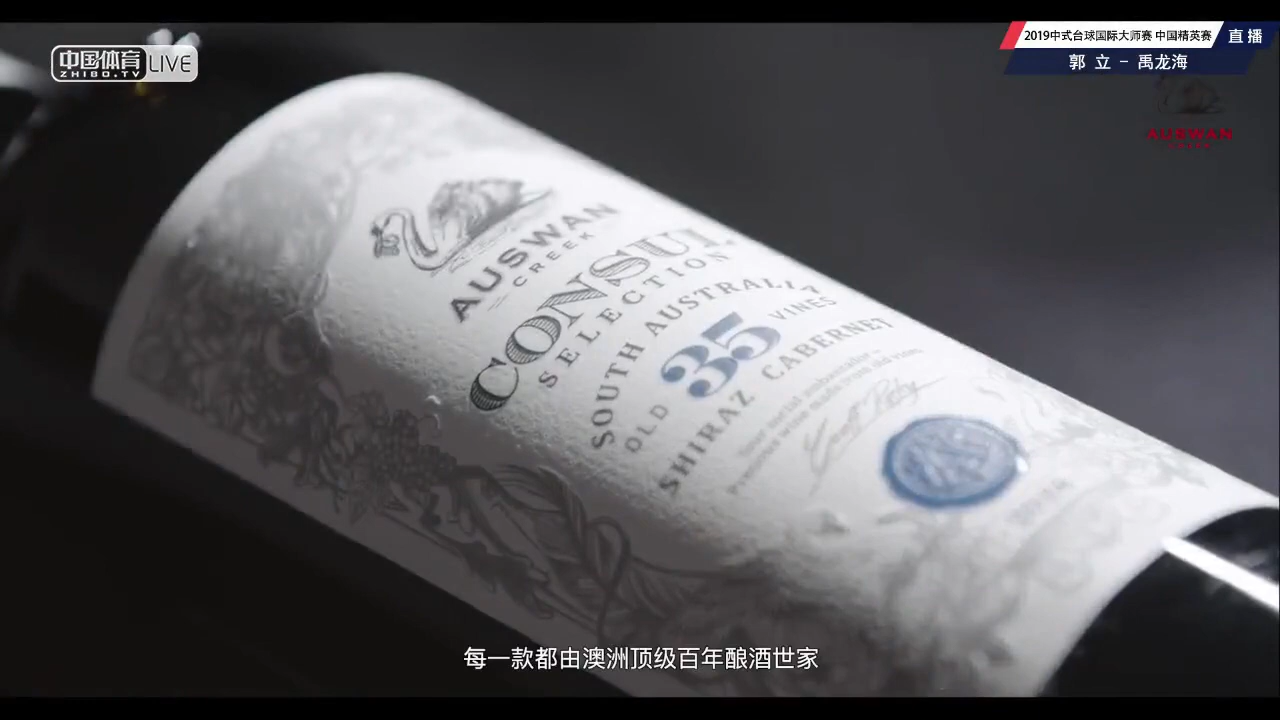 中国体育
ZHIBO.TV
LIVE
2019中式台球国际大师赛 中国精英赛
直播
郭 立 - 禹龙海
AUSWAN
AUSWAN
CREEK
CONSUL
SELECTION
SOUTH AUSTRALIA
OLD 35 VINES
SHIRAZ CABERNET
每一款都由澳洲顶级百年酿酒世家